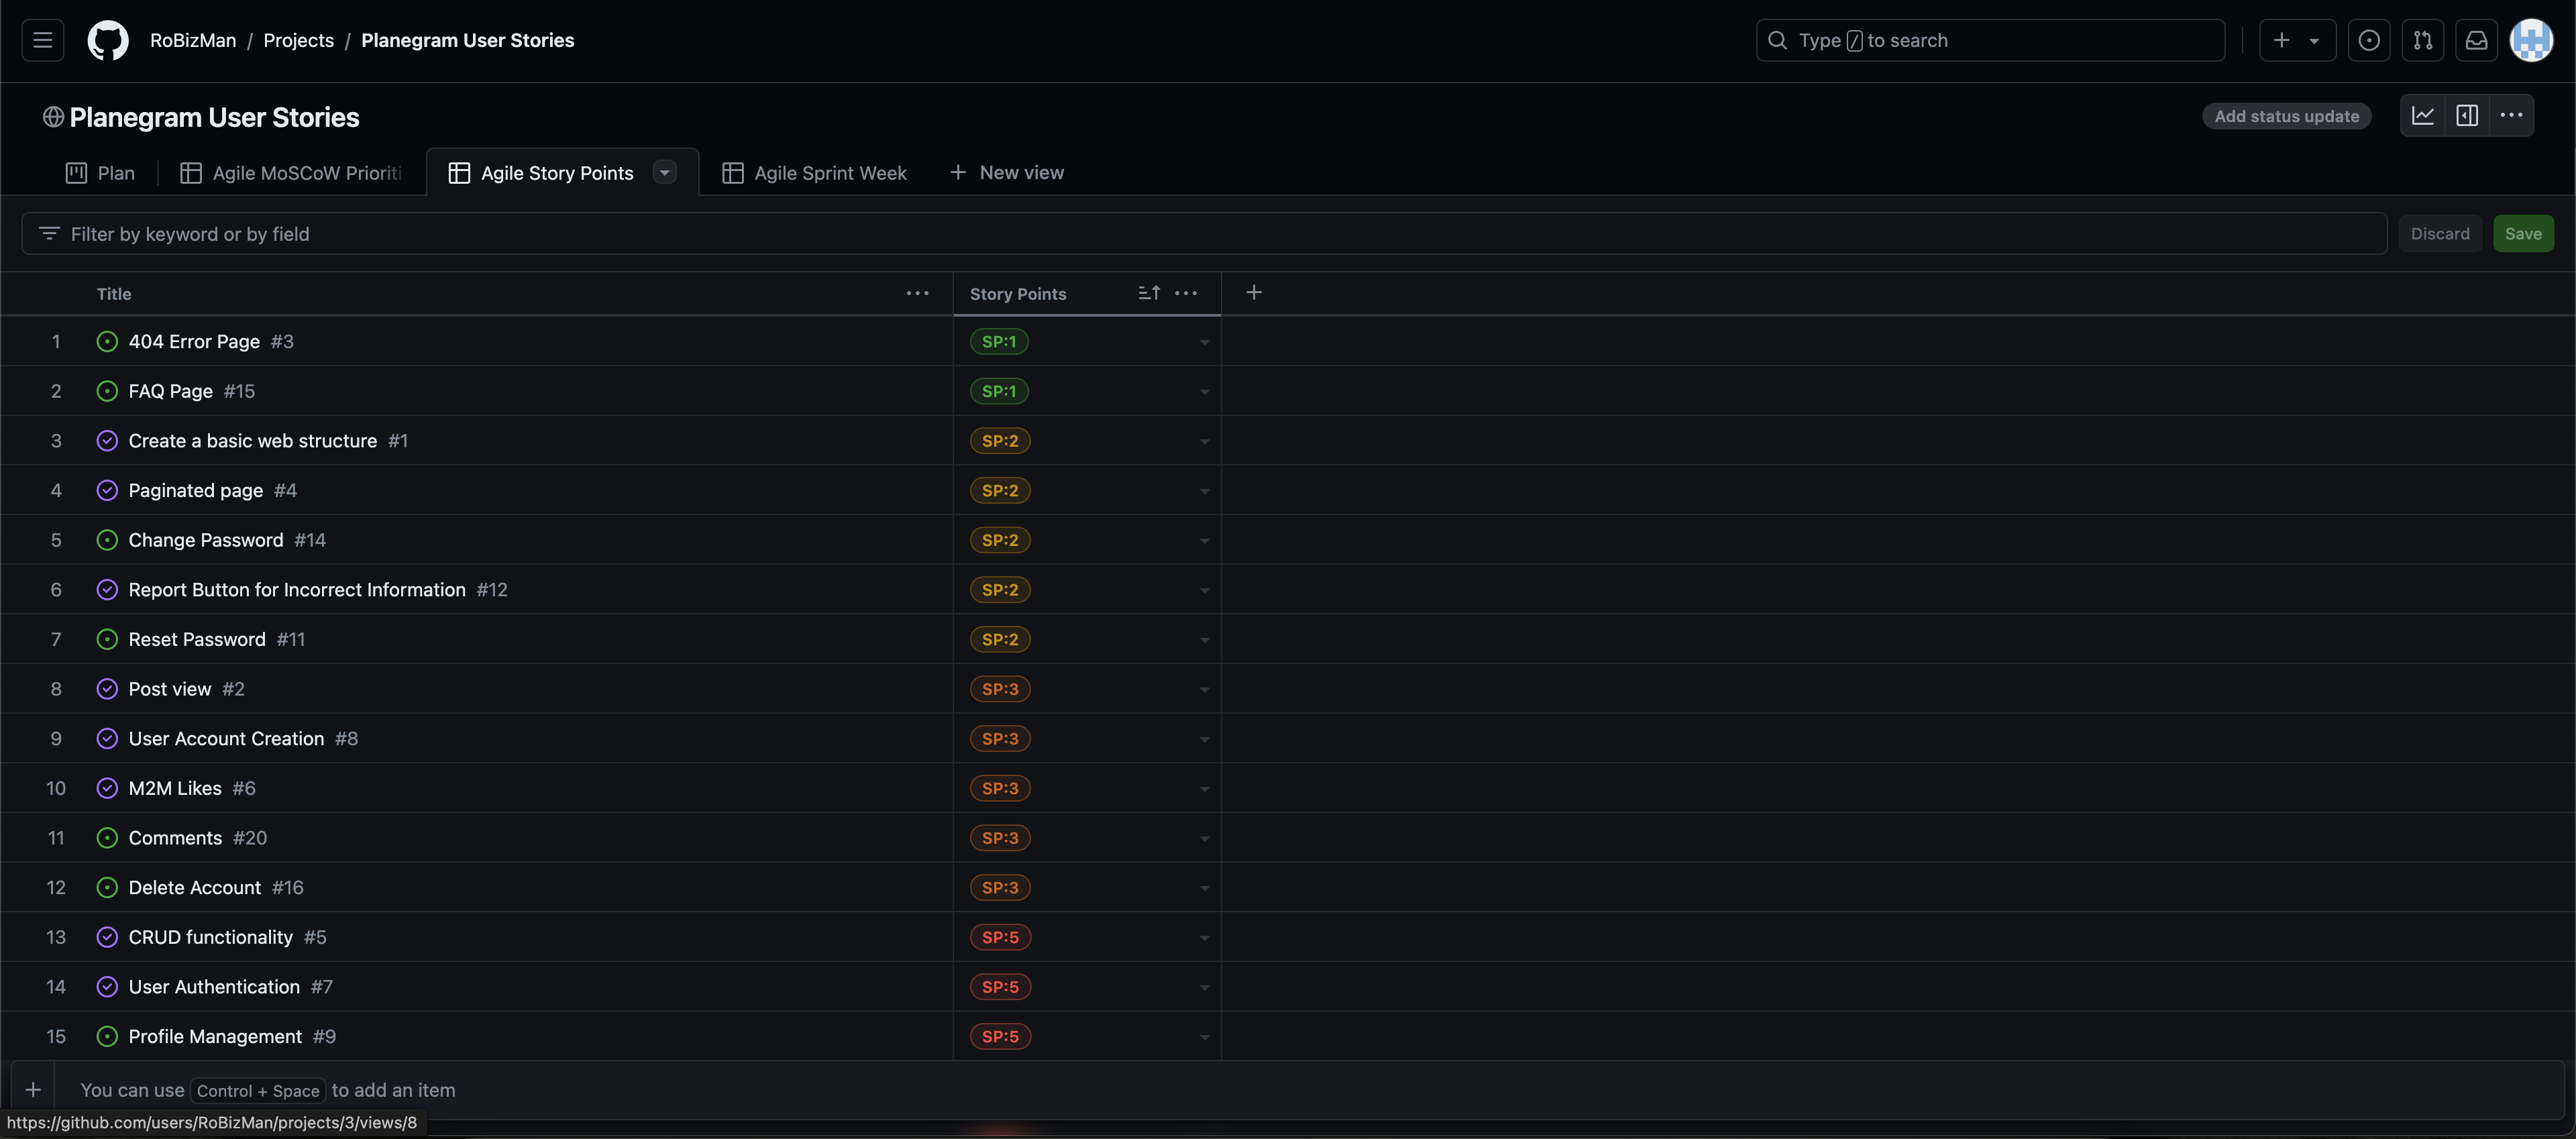 RoBizMan / Projects / Planegram User Stories
Type / to search
Planegram User Stories
Add status update
Plan
Agile MoSCoW Prioriti
Agile Story Points
Agile Sprint Week
New view
Filter by keyword or by field
Discard
Save
Title
Story Points
1 404 Error Page #3 SP:1
2 FAQ Page #15 SP:1
3 Create a basic web structure #1 SP:2
4 Paginated page #4 SP:2
5 Change Password #14 SP:2
6 Report Button for Incorrect Information #12 SP:2
7 Reset Password #11 SP:2
8 Post view #2 SP:3
9 User Account Creation #8 SP:3
10 M2M Likes #6 SP:3
11 Comments #20 SP:3
12 Delete Account #16 SP:3
13 CRUD functionality #5 SP:5
14 User Authentication #7 SP:5
15 Profile Management #9 SP:5
You can use Control + Space to add an item
https://github.com/users/RoBizMan/projects/3/views/8